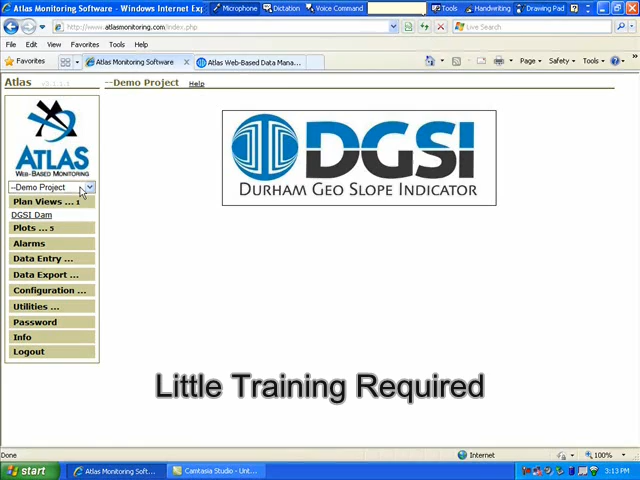 Atlas Monitoring Software - Windows Internet Exp
Microphone
Dictation
Voice Command
Tools
Handwriting
Drawing Pad
http://www.atlasmonitoring.com/index.php
Live Search
File Edit View Favorites Tools Help
Favorites
Atlas Monitoring Software
Atlas Web-Based Data Mana...
Page
Safety
Tools
Atlas
--Demo Project
Help
ATLAS
WEB-BASED MONITORING
--Demo Project
Plan Views ... 1
DGSI Dam
Plots ... 5
Alarms
Data Entry ...
Data Export ...
Configuration ...
Utilities ...
Password
Info
Logout
DGSI
DURHAM GEO SLOPE INDICATOR
Little Training Required
Done
Internet
100%
start
Atlas Monitoring Soft...
Camtasia Studio - Unt...
3:13 PM